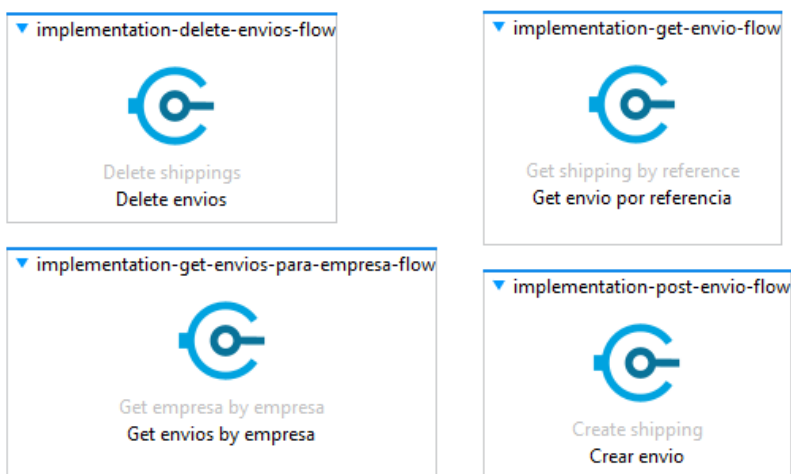 implementation-delete-envios-flow
Delete shippings
Delete envios
implementation-get-envio-flow
Get shipping by reference
Get envio por referencia
implementation-get-envios-para-empresa-flow
Get empresa by empresa
Get envios by empresa
implementation-post-envio-flow
Create shipping
Crear envio